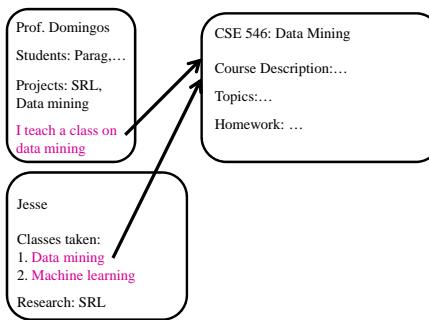 Prof. Domingos
Students: Parag,…
Projects: SRL,
Data mining
I teach a class on
data mining
CSE 546: Data Mining
Course Description:…
Topics:…
Homework: …
Jesse
Classes taken:
1. Data mining
2. Machine learning
Research: SRL